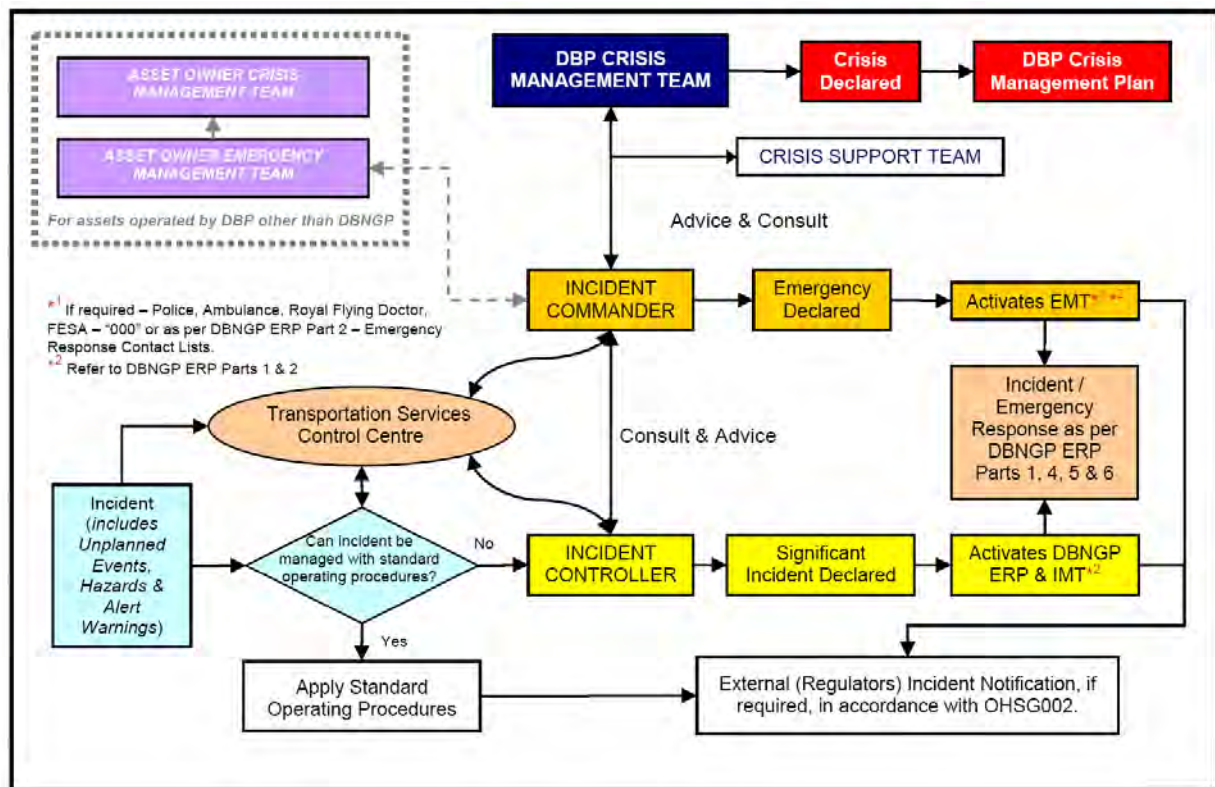 ASSET OWNER CRISIS
MANAGEMENT TEAM
ASSET OWNER EMERGENCY
MANAGEMENT TEAM
For assets operated by DBP other than DBNGP
DBP CRISIS
MANAGEMENT TEAM
Crisis
Declared
DBP Crisis
Management Plan
CRISIS SUPPORT TEAM
Advice & Consult
INCIDENT
COMMANDER
Emergency
Declared
Activates EMT*1 *2
*1 If required – Police, Ambulance, Royal Flying Doctor,
FESA – “000” or as per DBNGP ERP Part 2 – Emergency
Response Contact Lists.
*2 Refer to DBNGP ERP Parts 1 & 2
Transportation Services
Control Centre
Consult & Advice
Incident /
Emergency
Response as per
DBNGP ERP
Parts 1, 4, 5 & 6
Incident
(includes
Unplanned
Events,
Hazards &
Alert
Warnings)
Can incident be
managed with standard
operating procedures?
No
INCIDENT
CONTROLLER
Significant
Incident Declared
Activates DBNGP
ERP & IMT*2
Yes
Apply Standard
Operating Procedures
External (Regulators) Incident Notification, if
required, in accordance with OHSG002.